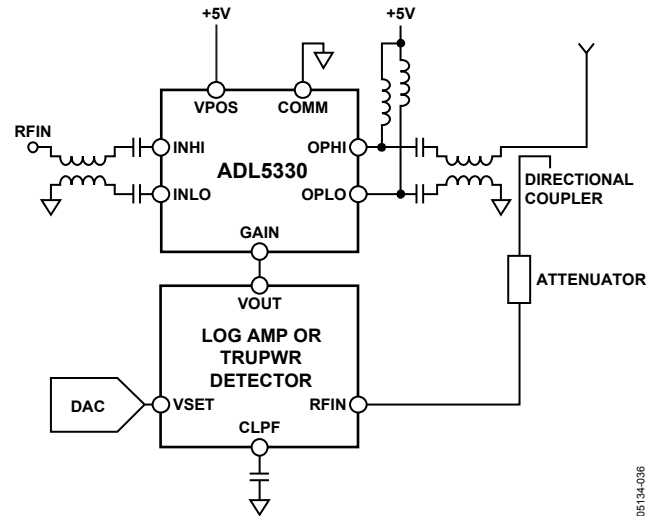 +5V
+5V
VPOS
COMM
RFIN
INHI
OPHI
ADL5330
INLO
OPLO
DIRECTIONAL
COUPLER
GAIN
ATTENUATOR
VOUT
LOG AMP OR
TRUPWR
DETECTOR
DAC
VSET
RFIN
CLPF
05134-036